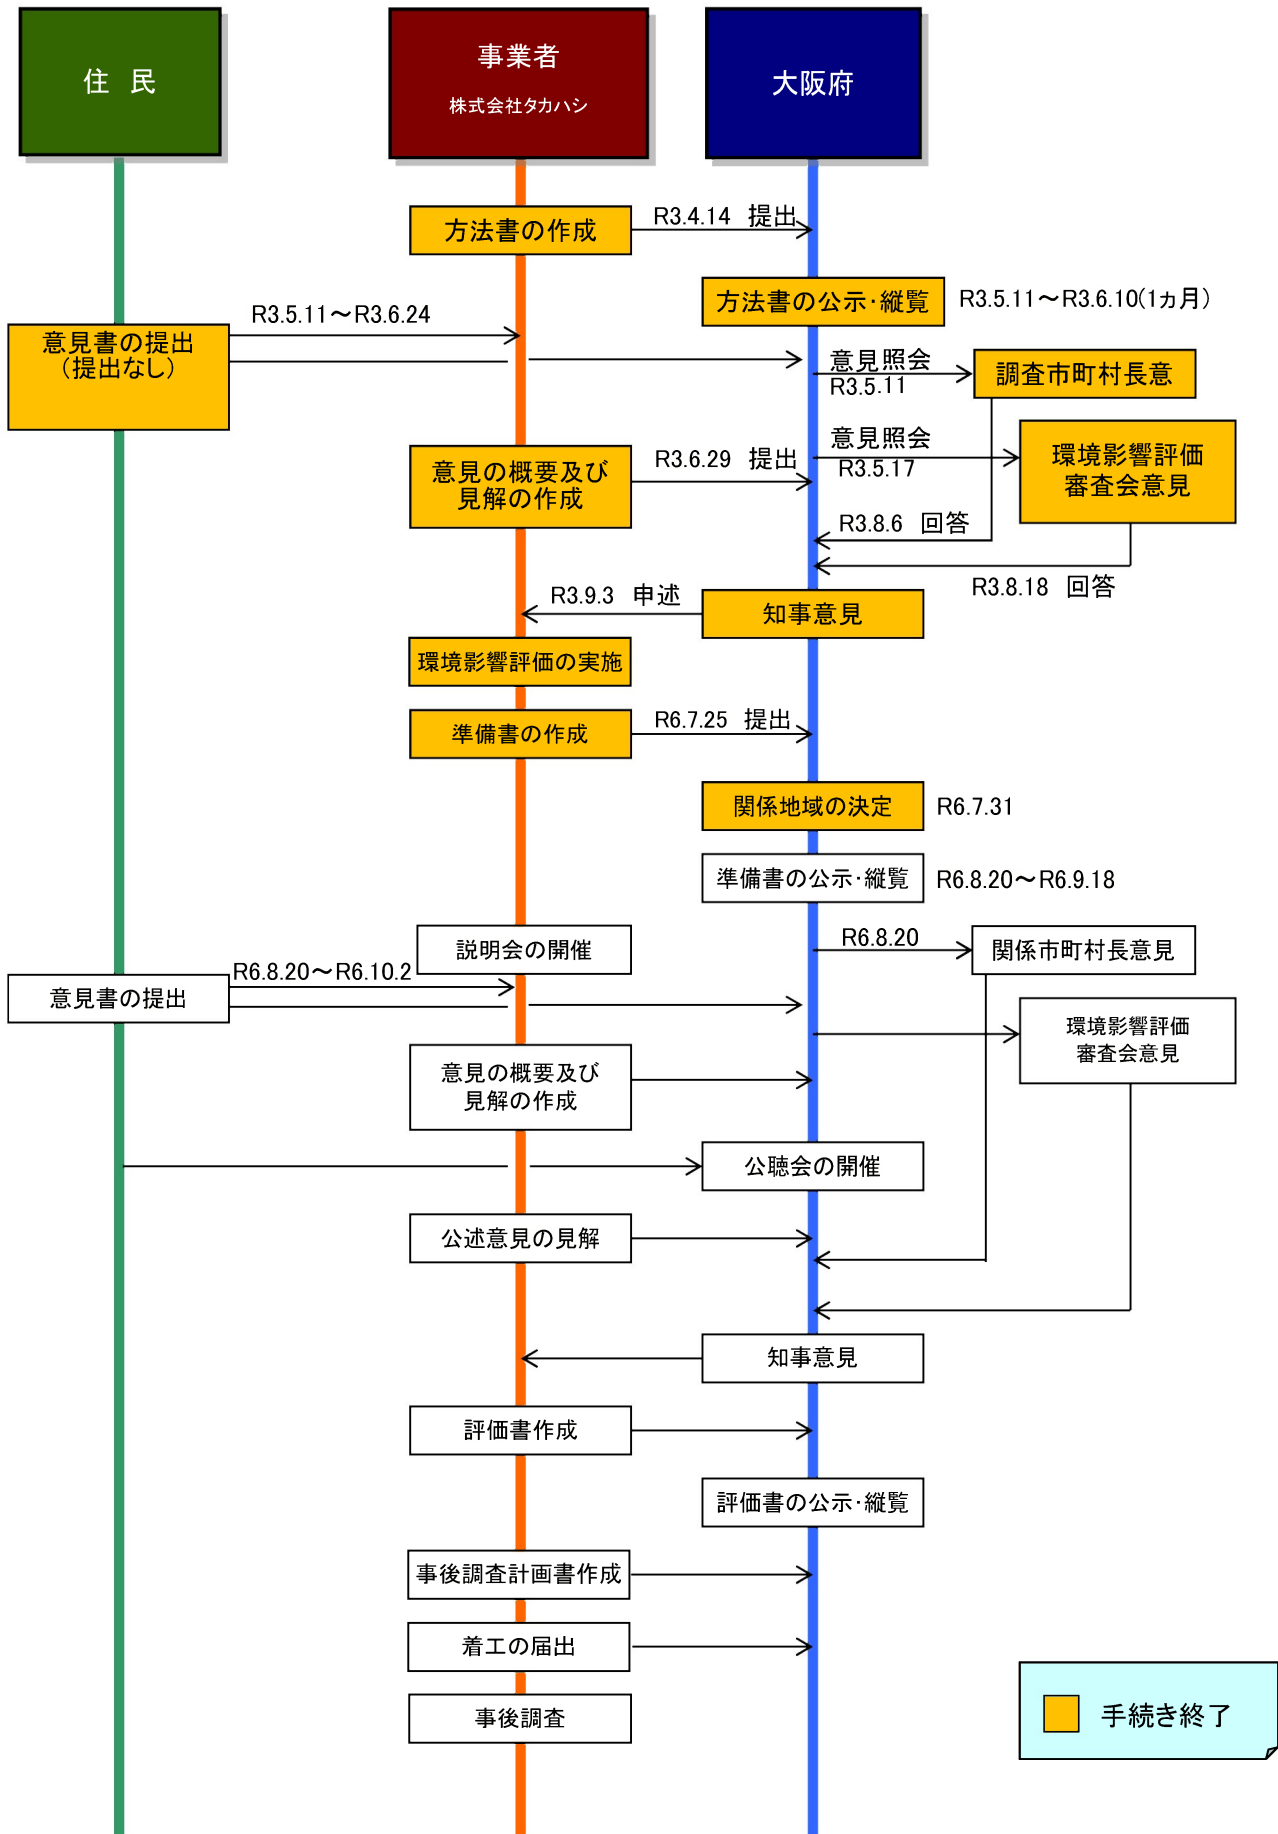 住　民
事業者
株式会社タカハシ
大阪府
方法書の作成
R3.4.14　提出
方法書の公示・縦覧
R3.5.11～R3.6.10(1ヵ月)
R3.5.11～R3.6.24
意見書の提出
（提出なし）
意見照会
R3.5.11
調査市町村長意
意見照会
R3.5.17
環境影響評価
審査会意見
意見の概要及び
見解の作成
R3.6.29　提出
R3.8.6　回答
R3.8.18　回答
R3.9.3　申述
知事意見
環境影響評価の実施
準備書の作成
R6.7.25　提出
関係地域の決定
R6.7.31
準備書の公示・縦覧
R6.8.20～R6.9.18
説明会の開催
R6.8.20
関係市町村長意見
R6.8.20～R6.10.2
意見書の提出
環境影響評価
審査会意見
意見の概要及び
見解の作成
公聴会の開催
公述意見の見解
知事意見
評価書作成
評価書の公示・縦覧
事後調査計画書作成
着工の届出
事後調査
手続き終了